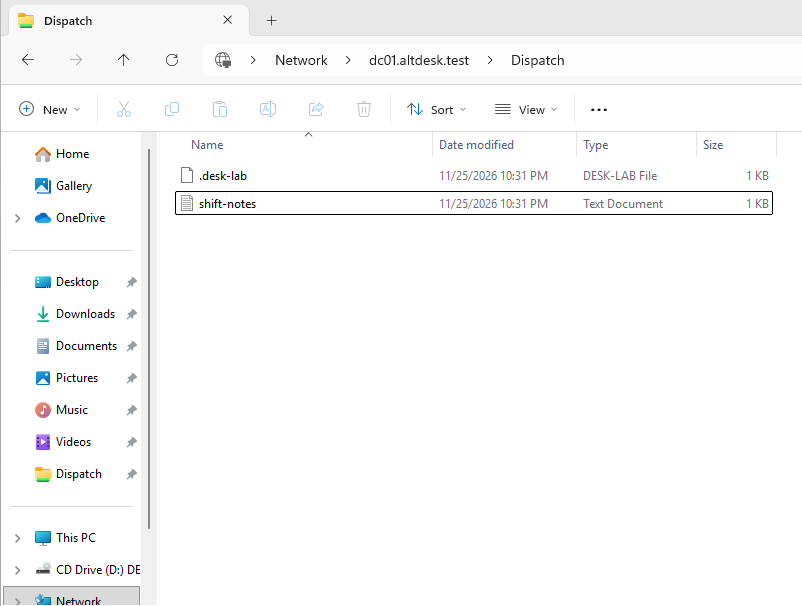 Dispatch
Network dc01.altdesk.test Dispatch
New Sort View
Name Date modified Type Size
.desk-lab 11/25/2026 10:31 PM DESK-LAB File 1 KB
shift-notes 11/25/2026 10:31 PM Text Document 1 KB
Home
Gallery
OneDrive
Desktop
Downloads
Documents
Pictures
Music
Videos
Dispatch
This PC
CD Drive (D:) DE
Network